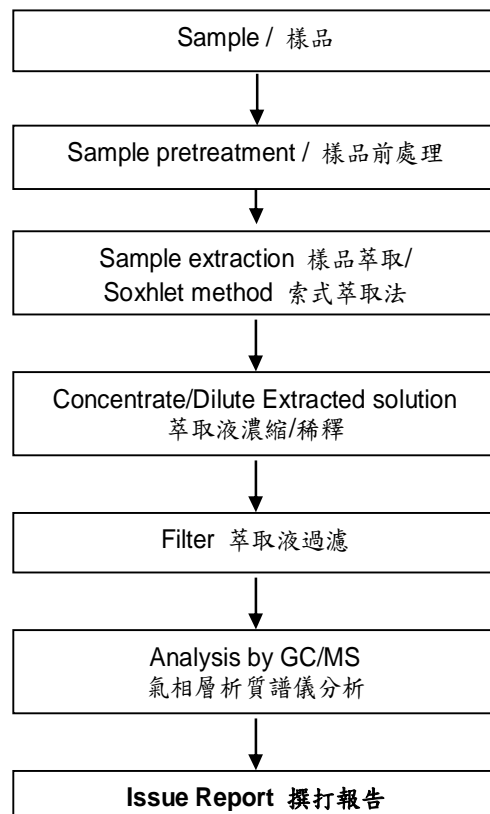 Sample / 樣品
Sample pretreatment / 樣品前處理
Sample extraction 樣品萃取/
Soxhlet method 索式萃取法
Concentrate/Dilute Extracted solution
萃取液濃縮/稀釋
Filter 萃取液過濾
Analysis by GC/MS
氣相層析質譜儀分析
Issue Report 撰打報告